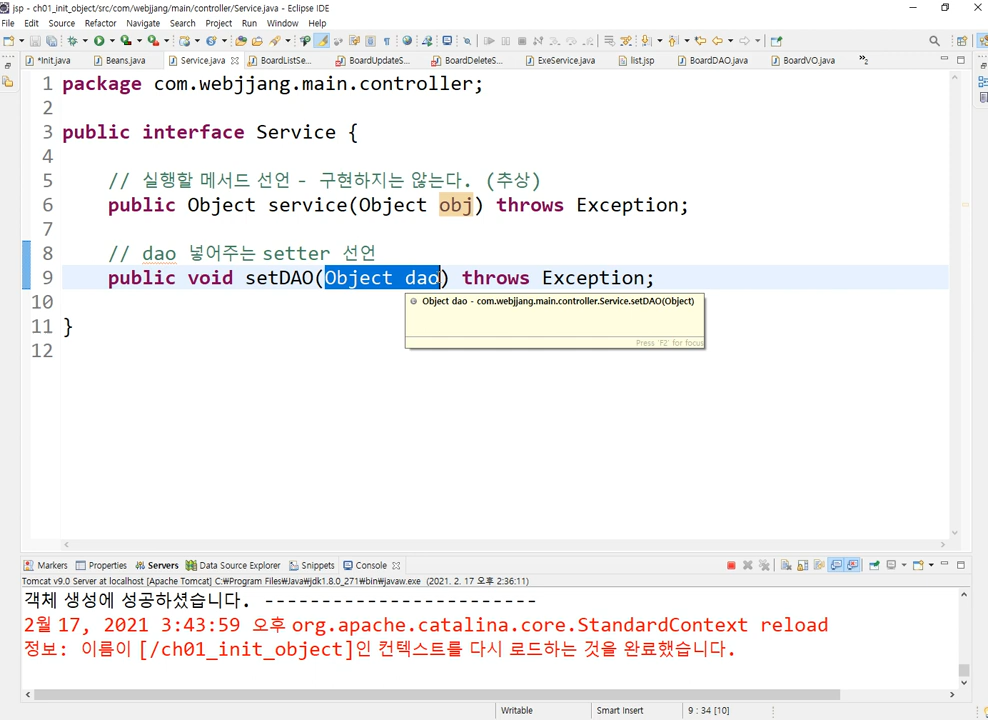 jsp - ch01_init_object/src/com/webjjang/main/controller/Service.java - Eclipse IDE
File Edit Source Refactor Navigate Search Project Run Window Help
*Init.java Beans.java Service.java BoardListSe... BoardUpdateS... BoardDeleteS... ExeService.java list.jsp BoardDAO.java BoardVO.java »2
1 package com.webjjang.main.controller;
2
3 public interface Service {
4
5 // 실행할 메서드 선언 - 구현하지는 않는다. (추상)
6 public Object service(Object obj) throws Exception;
7
8 // dao 넣어주는 setter 선언
9 public void setDAO(Object dao) throws Exception;
Object dao - com.webjjang.main.controller.Service.setDAO(Object)
10
Press 'F2' for focus
11 }
12
Markers Properties Servers Data Source Explorer Snippets Console
Tomcat v9.0 Server at localhost [Apache Tomcat] C:₩Program Files₩Java₩jdk1.8.0_271₩bin₩javaw.exe (2021. 2. 17 오후 2:36:11)
객체 생성에 성공하셨습니다. ------------------------
2월 17, 2021 3:43:59 오후 org.apache.catalina.core.StandardContext reload
정보: 이름이 [/ch01_init_object]인 컨텍스트를 다시 로드하는 것을 완료했습니다.
Writable Smart Insert 9 : 34 [10]